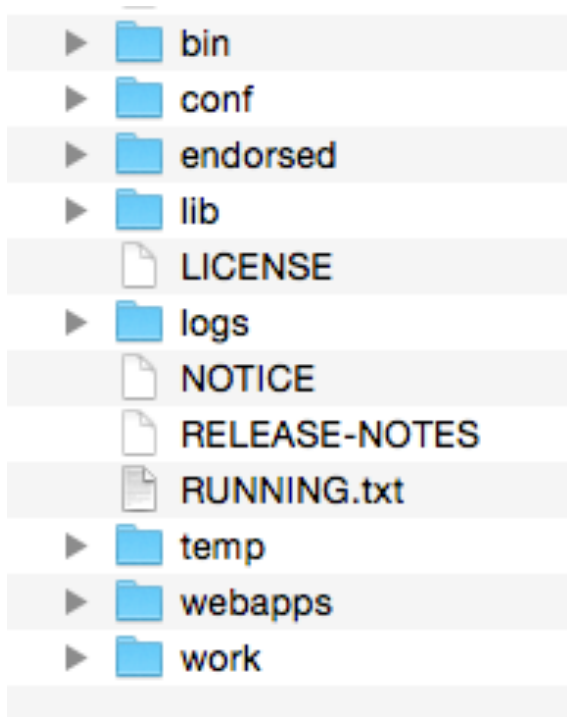 bin
conf
endorsed
lib
LICENSE
logs
NOTICE
RELEASE-NOTES
RUNNING.txt
temp
webapps
work